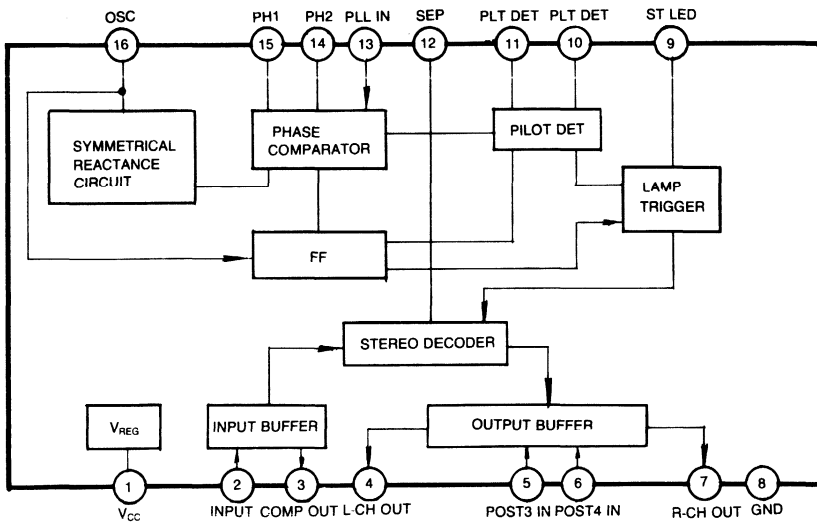 OSC PH1 PH2 PLL IN SEP PLT DET PLT DET ST LED
16 15 14 13 12 11 10 9
SYMMETRICAL
REACTANCE
CIRCUIT
PHASE
COMPARATOR
PILOT DET
LAMP
TRIGGER
FF
STEREO DECODER
VREG
INPUT BUFFER
OUTPUT BUFFER
1 2 3 4 5 6 7 8
VCC INPUT COMP OUT L-CH OUT POST3 IN POST4 IN R-CH OUT GND